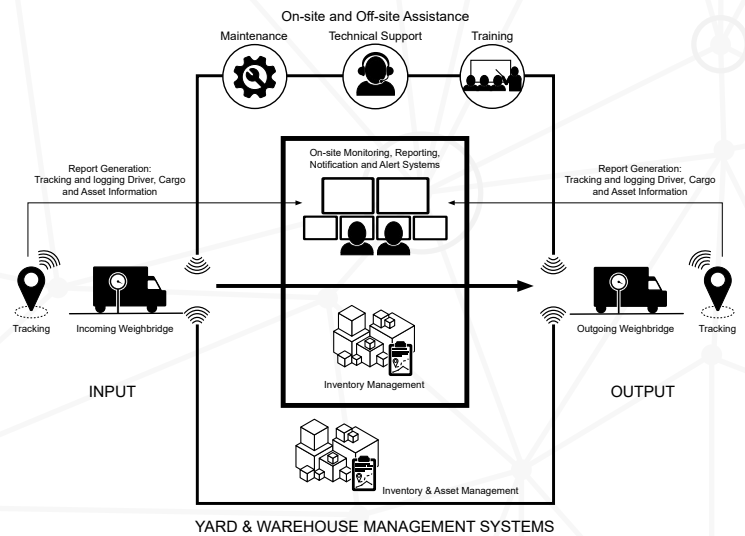 On-site and Off-site Assistance
Maintenance
Technical Support
Training
On-site Monitoring, Reporting,
Notification and Alert Systems
Report Generation:
Tracking and logging Driver, Cargo
and Asset Information
Report Generation:
Tracking and logging Driver, Cargo
and Asset Information
Tracking
Incoming Weighbridge
Outgoing Weighbridge
Tracking
Inventory Management
INPUT
OUTPUT
Inventory & Asset Management
YARD & WAREHOUSE MANAGEMENT SYSTEMS